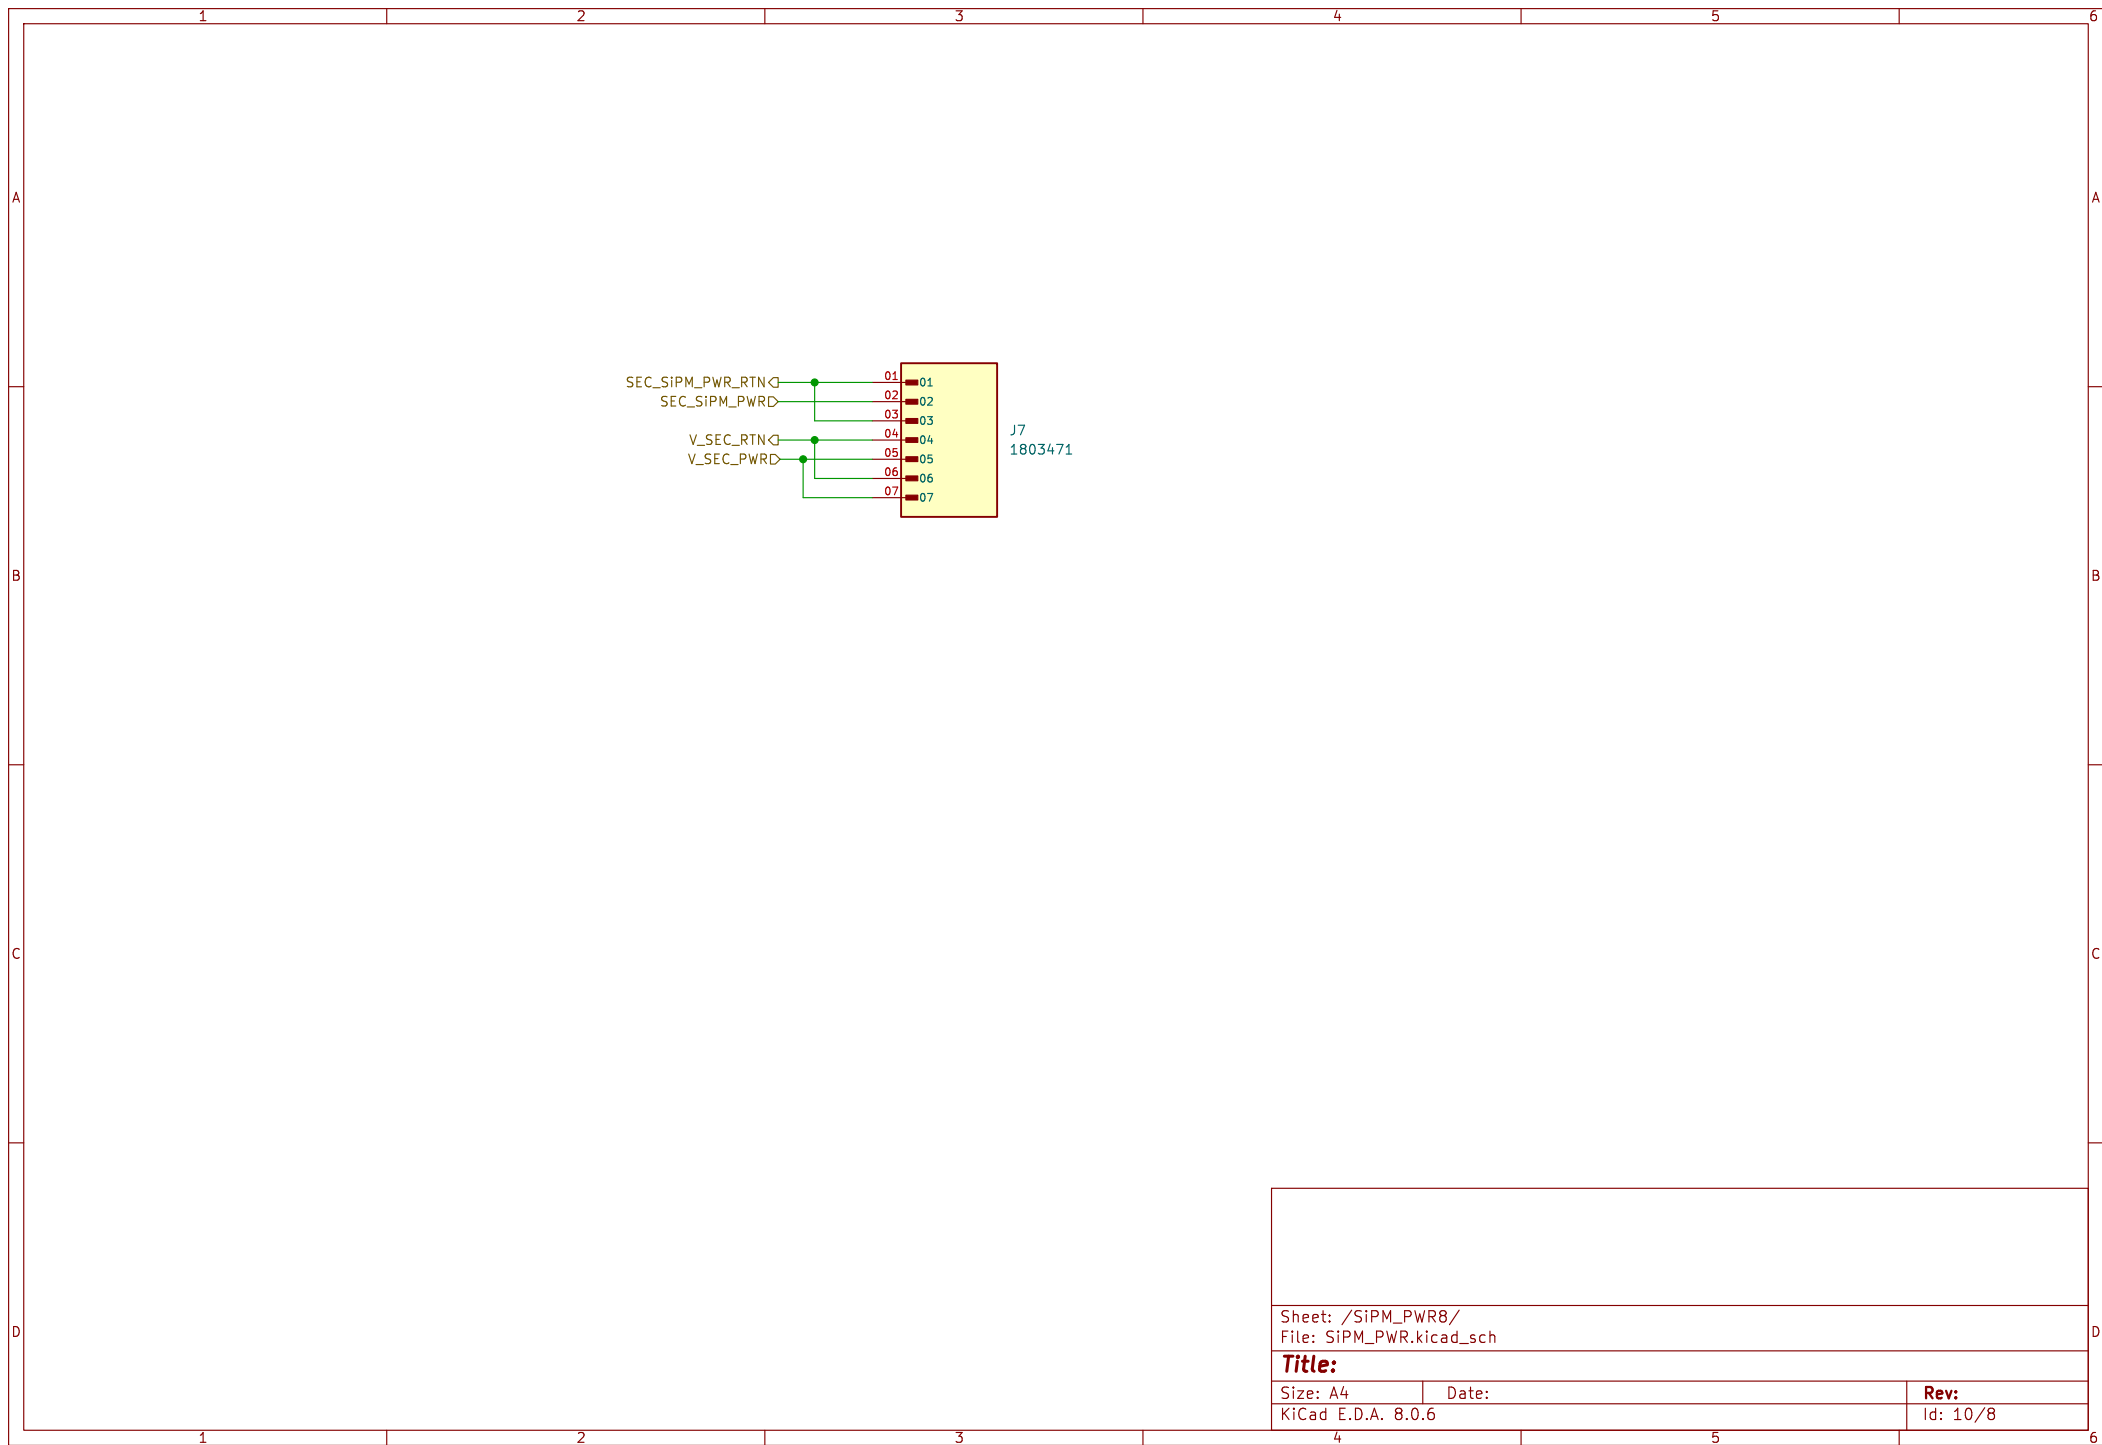 1 2 3 4 5 6
A A
SEC_SiPM_PWR_RTN 01 01
SEC_SiPM_PWR 02 02
03 03
V_SEC_RTN 04 04
V_SEC_PWR 05 05
06 06
07 07
J7
1803471
B B
C C
Sheet: /SiPM_PWR8/
File: SiPM_PWR.kicad_sch
D D
Title:
Size: A4 Date: Rev:
KiCad E.D.A. 8.0.6 Id: 10/8
1 2 3 4 5 6